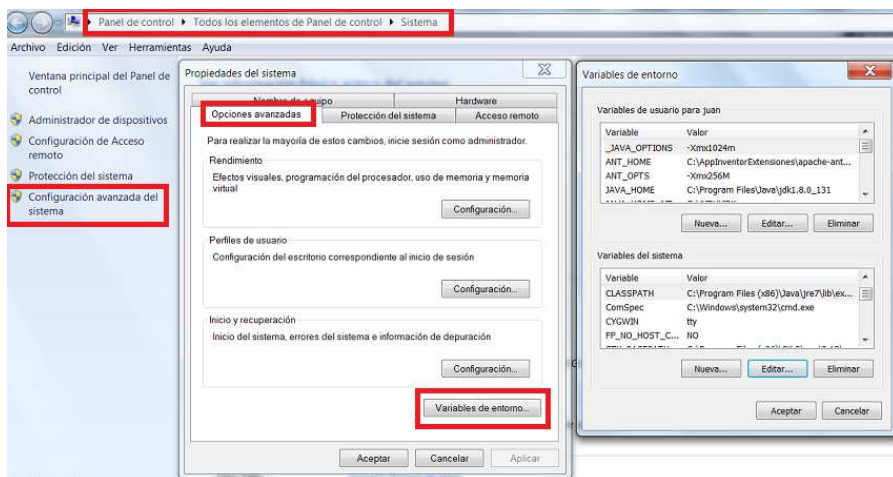 Panel de control ▸ Todos los elementos de Panel de control ▸ Sistema
Archivo Edición Ver Herramientas Ayuda
Ventana principal del Panel de
control
Administrador de dispositivos
Configuración de Acceso
remoto
Protección del sistema
Configuración avanzada del
sistema
Propiedades del sistema
Nombre de equipo Hardware
Opciones avanzadas Protección del sistema Acceso remoto
Para realizar la mayoría de estos cambios, inicie sesión como administrador.
Rendimiento
Efectos visuales, programación del procesador, uso de memoria y memoria
virtual
Configuración...
Perfiles de usuario
Configuración del escritorio correspondiente al inicio de sesión
Configuración...
Inicio y recuperación
Inicio del sistema, errores del sistema e información de depuración
Configuración...
Variables de entorno...
Aceptar Cancelar Aplicar
Variables de entorno
Variables de usuario para juan
Variable Valor
_JAVA_OPTIONS -Xmx1024m
ANT_HOME C:\AppInventorExtensiones\apache-ant...
ANT_OPTS -Xmx256M
JAVA_HOME C:\Program Files\Java\jdk1.8.0_131
Nueva... Editar... Eliminar
Variables del sistema
Variable Valor
CLASSPATH C:\Program Files (x86)\Java\jre7\lib\ex...
ComSpec C:\Windows\system32\cmd.exe
CYGWIN tty
FP_NO_HOST_C... NO
Nueva... Editar... Eliminar
Aceptar Cancelar